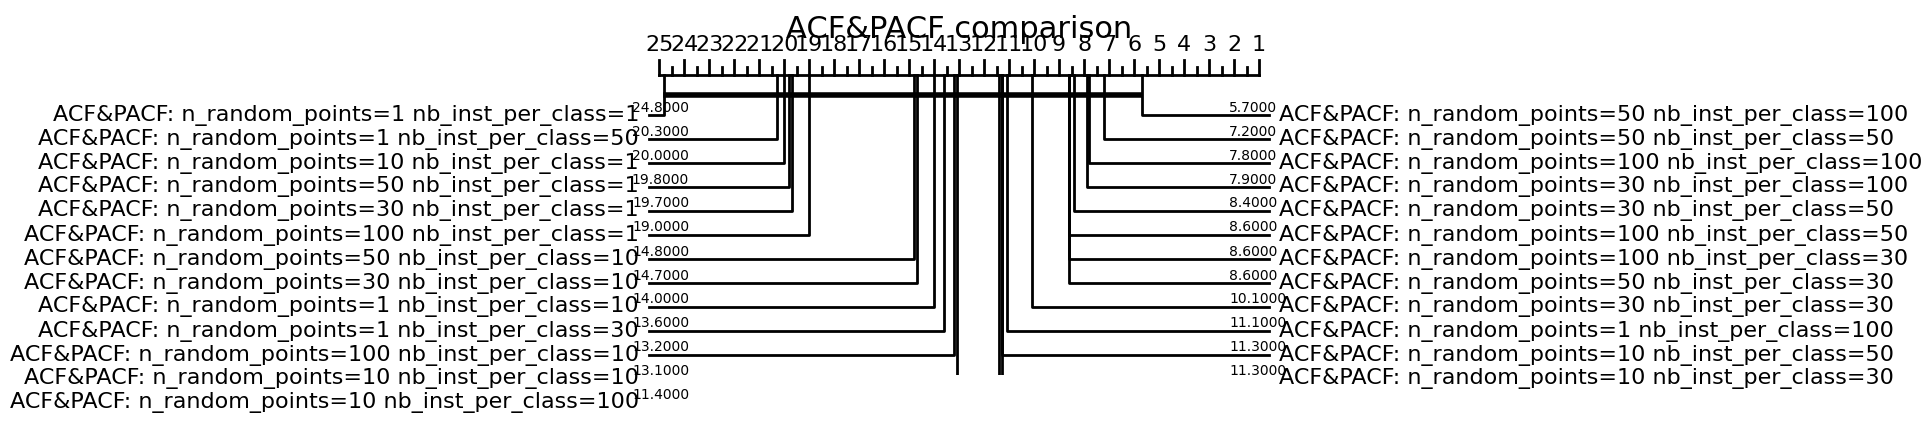 ACF&PACF comparison
25 24 23 22 21 20 19 18 17 16 15 14 13 12 11 10 9 8 7 6 5 4 3 2 1
ACF&PACF: n_random_points=1 nb_inst_per_class=1 24.8000 5.7000 ACF&PACF: n_random_points=50 nb_inst_per_class=100
ACF&PACF: n_random_points=1 nb_inst_per_class=50 20.3000 7.2000 ACF&PACF: n_random_points=50 nb_inst_per_class=50
ACF&PACF: n_random_points=10 nb_inst_per_class=1 20.0000 7.8000 ACF&PACF: n_random_points=100 nb_inst_per_class=100
ACF&PACF: n_random_points=50 nb_inst_per_class=1 19.8000 7.9000 ACF&PACF: n_random_points=30 nb_inst_per_class=100
ACF&PACF: n_random_points=30 nb_inst_per_class=1 19.7000 8.4000 ACF&PACF: n_random_points=30 nb_inst_per_class=50
ACF&PACF: n_random_points=100 nb_inst_per_class=1 19.0000 8.6000 ACF&PACF: n_random_points=100 nb_inst_per_class=50
ACF&PACF: n_random_points=50 nb_inst_per_class=10 14.8000 8.6000 ACF&PACF: n_random_points=100 nb_inst_per_class=30
ACF&PACF: n_random_points=30 nb_inst_per_class=10 14.7000 8.6000 ACF&PACF: n_random_points=50 nb_inst_per_class=30
ACF&PACF: n_random_points=1 nb_inst_per_class=10 14.0000 10.1000 ACF&PACF: n_random_points=30 nb_inst_per_class=30
ACF&PACF: n_random_points=1 nb_inst_per_class=30 13.6000 11.1000 ACF&PACF: n_random_points=1 nb_inst_per_class=100
ACF&PACF: n_random_points=100 nb_inst_per_class=10 13.2000 11.3000 ACF&PACF: n_random_points=10 nb_inst_per_class=50
ACF&PACF: n_random_points=10 nb_inst_per_class=10 13.1000 11.3000 ACF&PACF: n_random_points=10 nb_inst_per_class=30
ACF&PACF: n_random_points=10 nb_inst_per_class=100 11.4000